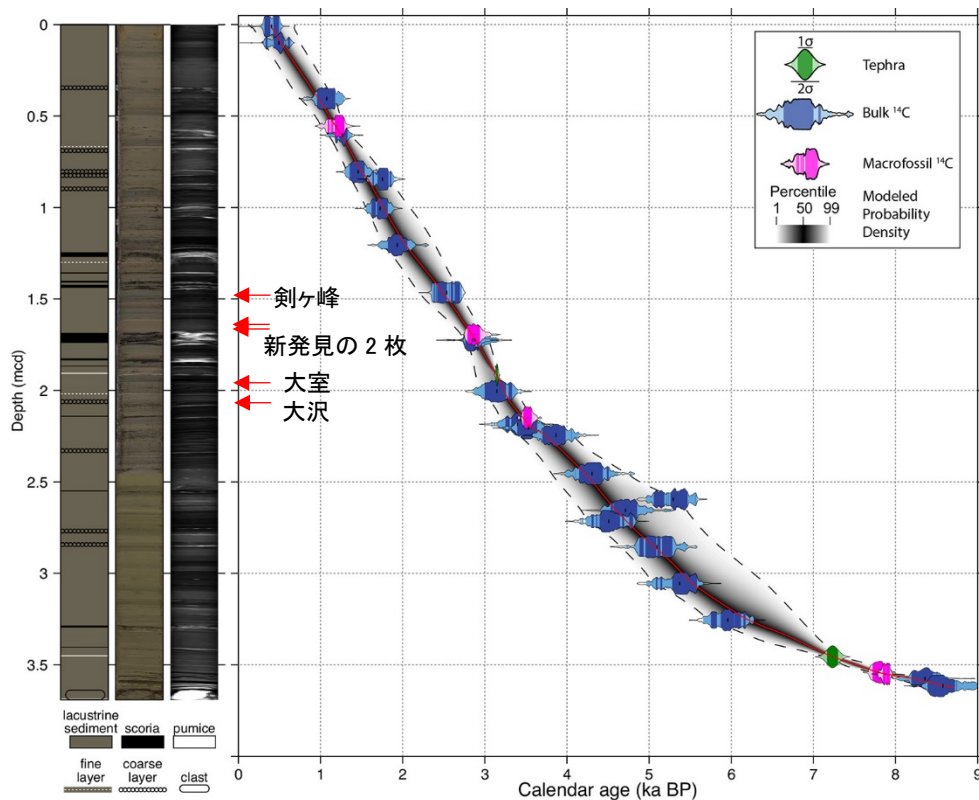 0
0.5
1
1.5
2
2.5
3
3.5
Depth (mcd)
lacustrine
sediment
scoria
pumice
fine
layer
coarse
layer
clast
剣ヶ峰
新発見の2枚
大室
大沢
1σ
2σ
Tephra
Bulk ¹⁴C
Macrofossil ¹⁴C
Percentile
1 50 99
Modeled
Probability
Density
0 1 2 3 4 5 6 7 8 9
Calendar age (ka BP)